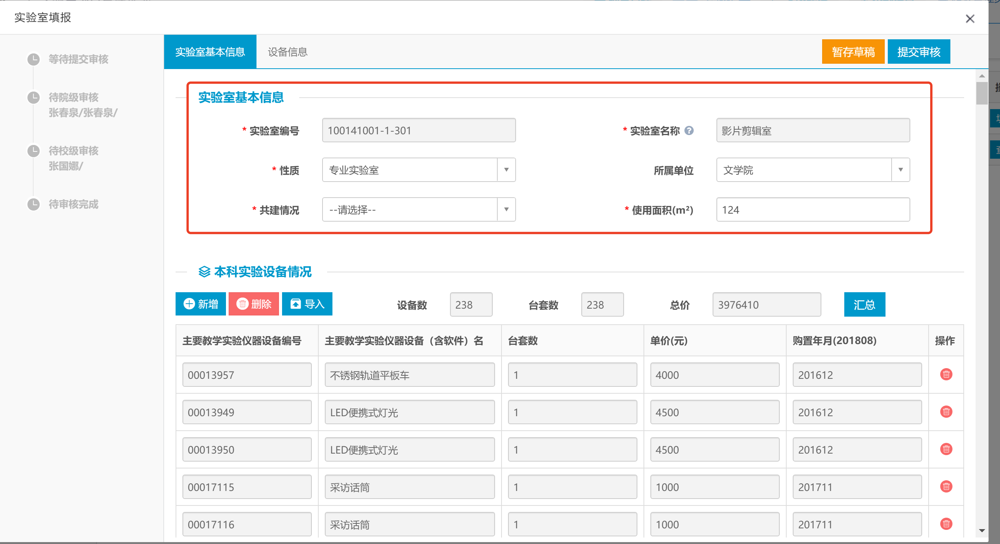 实验室填报
等待提交审核
待院级审核
张春泉/张春泉/
待校级审核
张国娜/
待审核完成
实验室基本信息 设备信息 暂存草稿 提交审核
实验室基本信息
* 实验室编号 100141001-1-301 * 实验室名称 ? 影片剪辑室
* 性质 专业实验室 所属单位 文学院
* 共建情况 --请选择-- * 使用面积(m²) 124
本科实验设备情况
新增 删除 导入 设备数 238 台套数 238 总价 3976410 汇总
主要教学实验仪器设备编号 主要教学实验仪器设备（含软件）名 台套数 单价(元) 购置年月(201808) 操作
00013957 不锈钢轨道平板车 1 4000 201612
00013949 LED便携式灯光 1 4500 201612
00013950 LED便携式灯光 1 4500 201612
00017115 采访话筒 1 1000 201711
00017116 采访话筒 1 1000 201711